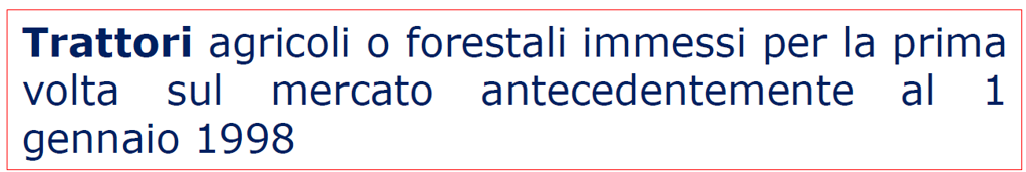 Trattori agricoli o forestali immessi per la prima
volta sul mercato antecedentemente al 1
gennaio 1998